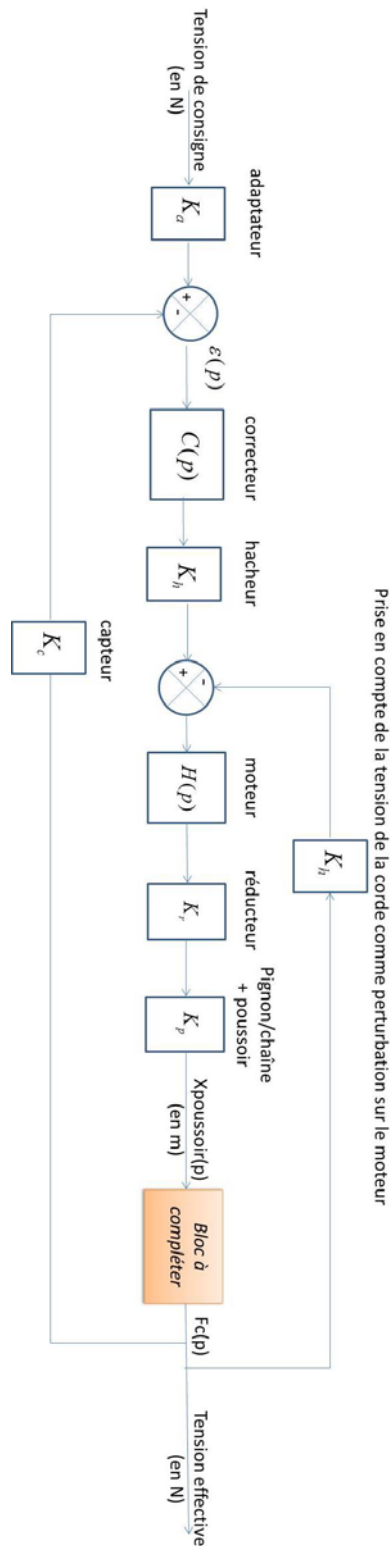 Prise en compte de la tension de la corde comme perturbation sur le moteur
K_h
Tension de consigne
(en N)
adaptateur
K_a
+
-
ε(p)
correcteur
C(p)
hacheur
K_h
-
+
moteur
H(p)
réducteur
K_r
Pignon/chaîne
+ poussoir
K_p
Xpoussoir(p)
(en m)
Bloc à
compléter
Fc(p)
Tension effective
(en N)
capteur
K_c